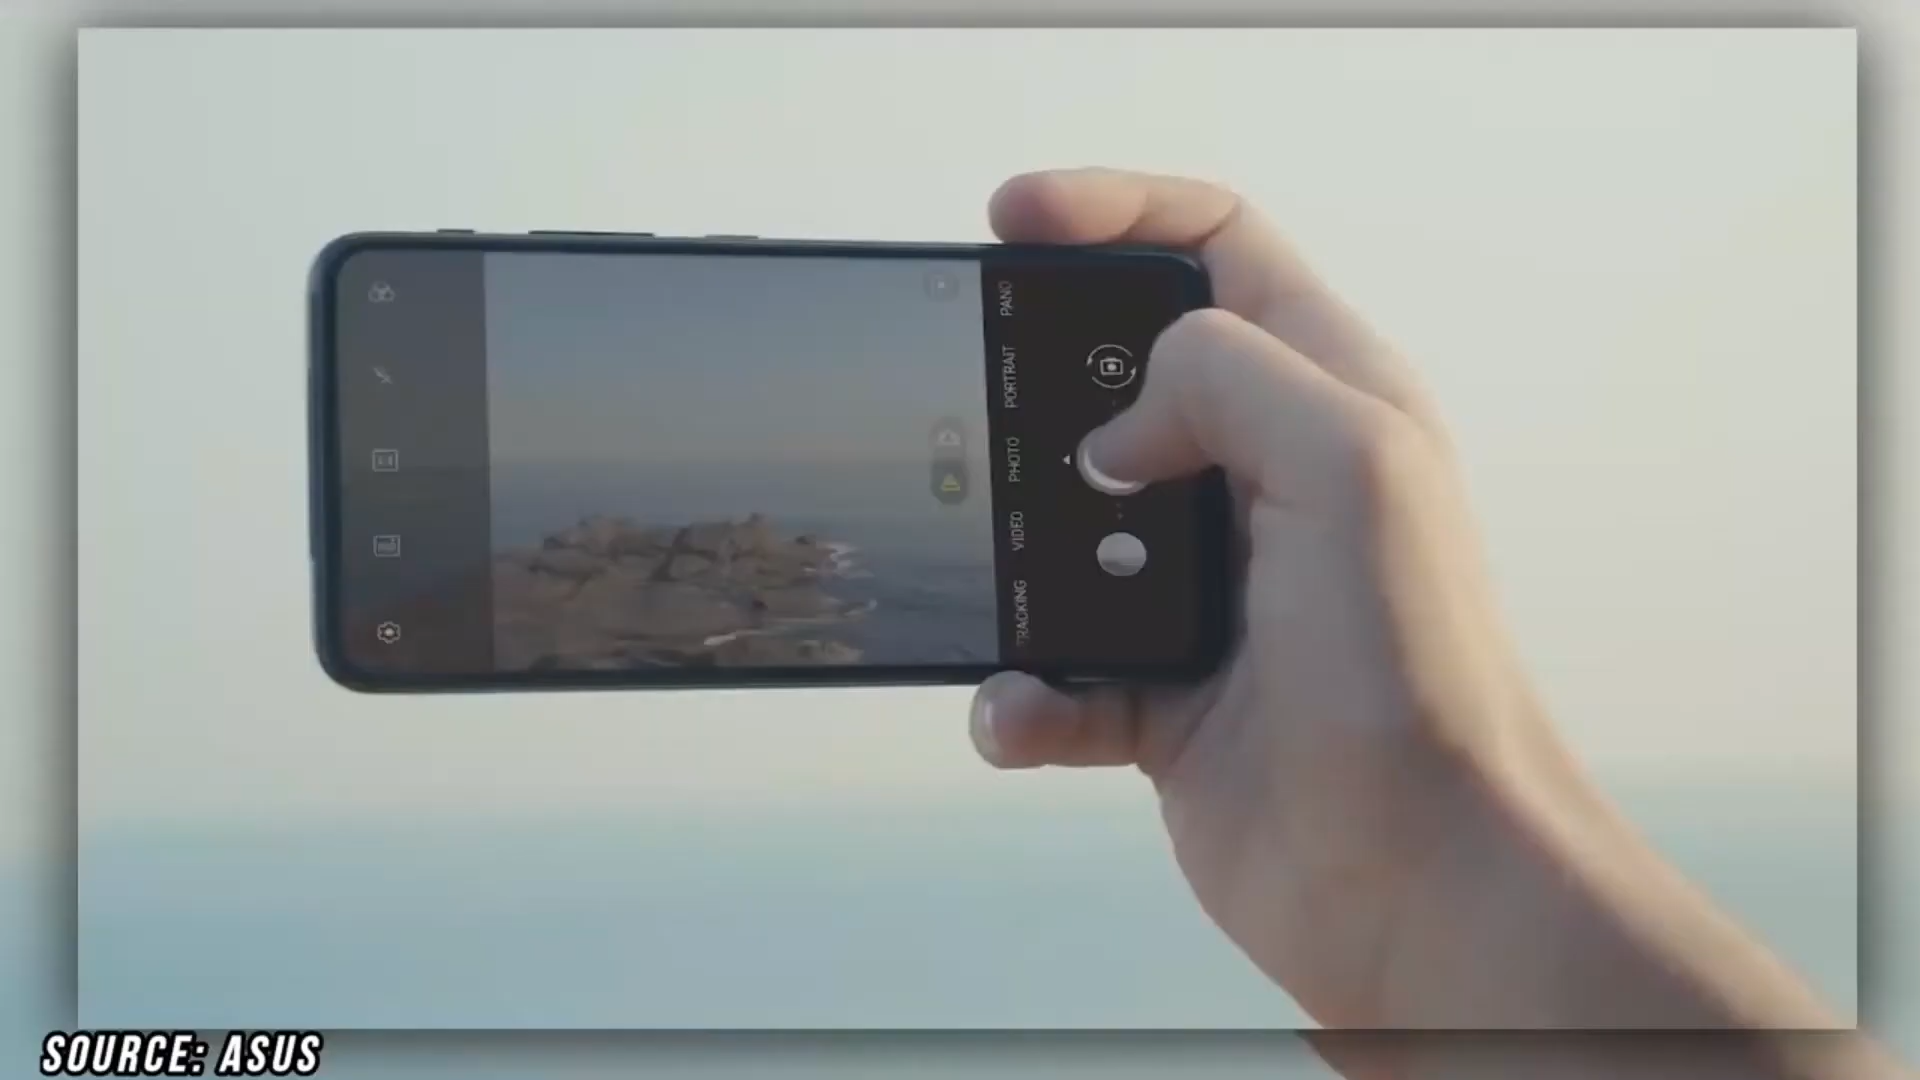 PANO
PORTRAIT
PHOTO
VIDEO
TRACKING
SOURCE: ASUS